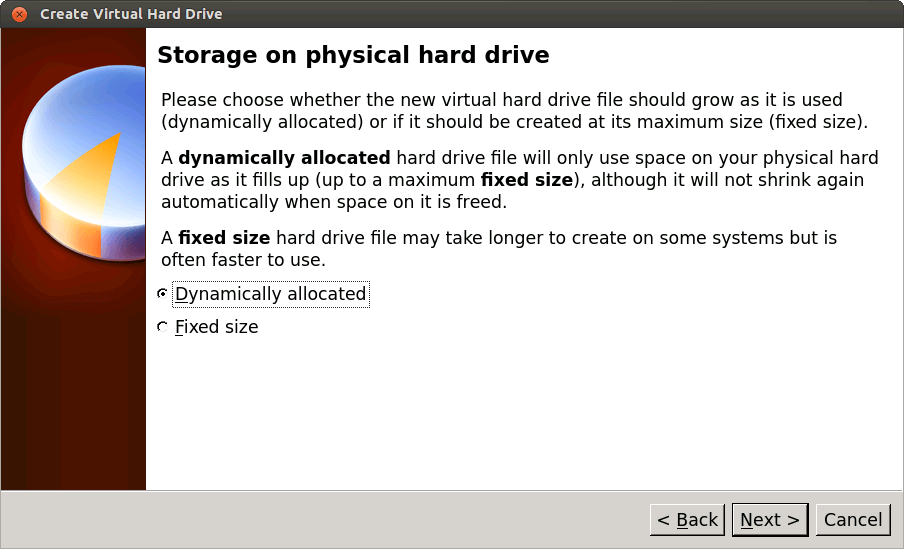 Create Virtual Hard Drive
Storage on physical hard drive
Please choose whether the new virtual hard drive file should grow as it is used
(dynamically allocated) or if it should be created at its maximum size (fixed size).
A dynamically allocated hard drive file will only use space on your physical hard
drive as it fills up (up to a maximum fixed size), although it will not shrink again
automatically when space on it is freed.
A fixed size hard drive file may take longer to create on some systems but is
often faster to use.
Dynamically allocated
Fixed size
< Back Next > Cancel